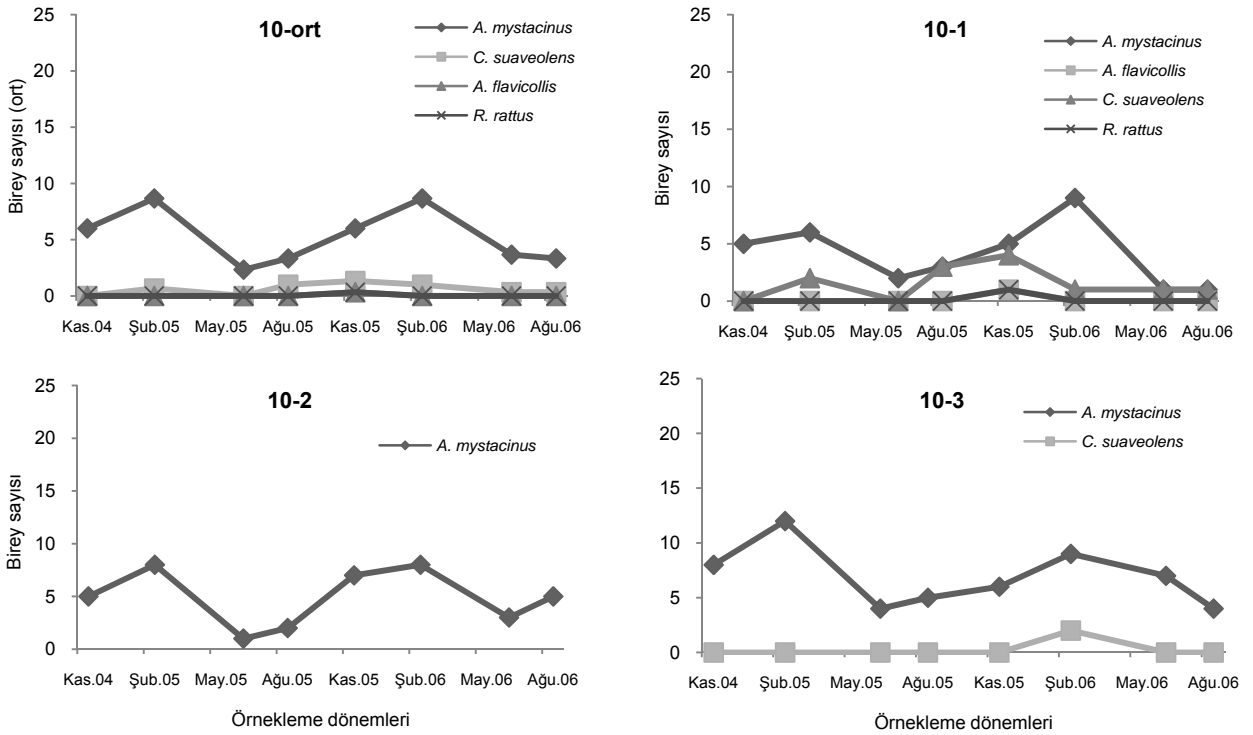 10-ort
Birey sayısı (ort)
25
20
15
10
5
0
A. mystacinus
C. suaveolens
A. flavicollis
R. rattus
Kas.04 Şub.05 May.05 Ağu.05 Kas.05 Şub.06 May.06 Ağu.06
10-1
Birey sayısı
25
20
15
10
5
0
A. mystacinus
A. flavicollis
C. suaveolens
R. rattus
Kas.04 Şub.05 May.05 Ağu.05 Kas.05 Şub.06 May.06 Ağu.06
10-2
Birey sayısı
25
20
15
10
5
0
A. mystacinus
Kas.04 Şub.05 May.05 Ağu.05 Kas.05 Şub.06 May.06 Ağu.06
Örnekleme dönemleri
10-3
25
20
15
10
5
0
A. mystacinus
C. suaveolens
Kas.04 Şub.05 May.05 Ağu.05 Kas.05 Şub.06 May.06 Ağu.06
Örnekleme dönemleri